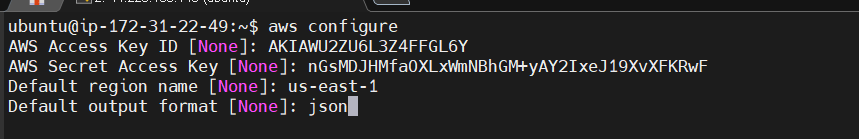 ubuntu@ip-172-31-22-49:~$ aws configure
AWS Access Key ID [None]: AKIAWU2ZU6L3Z4FFGL6Y
AWS Secret Access Key [None]: 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
Default region name [None]: us-east-1
Default output format [None]: json